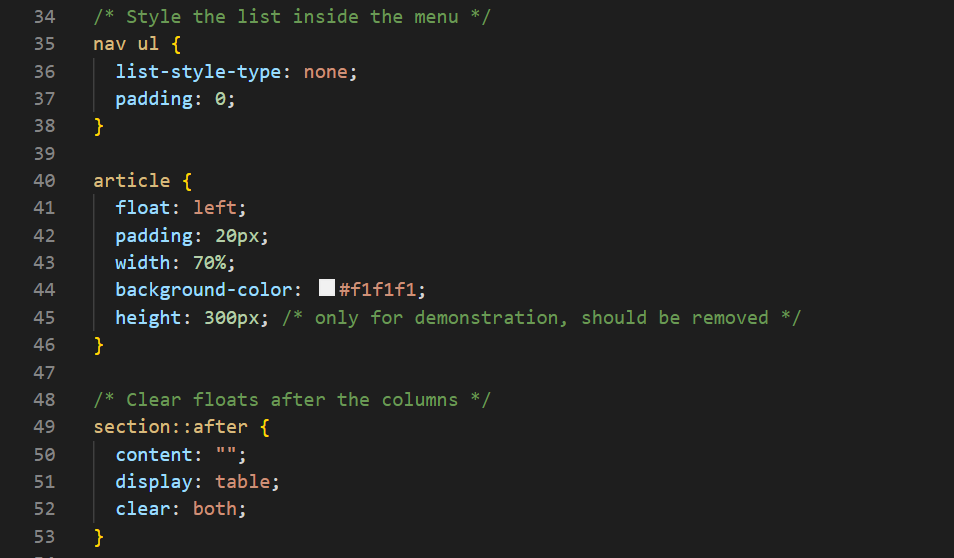 34 /* Style the list inside the menu */
35 nav ul {
36   list-style-type: none;
37   padding: 0;
38 }
39
40 article {
41   float: left;
42   padding: 20px;
43   width: 70%;
44   background-color: #f1f1f1;
45   height: 300px; /* only for demonstration, should be removed */
46 }
47
48 /* Clear floats after the columns */
49 section::after {
50   content: "";
51   display: table;
52   clear: both;
53 }